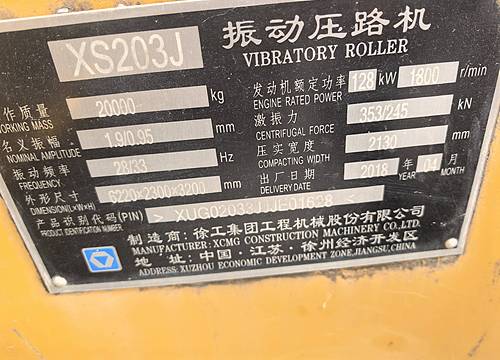 XS203J 振动压路机
VIBRATORY ROLLER
作质量 20000 kg 发动机额定功率 128 kW 1800 r/min
WORKING MASS ENGINE RATED POWER
名义振幅 1.9/0.95 mm 激振力 353/245 kN
NOMINAL AMPLITUDE CENTRIFUGAL FORCE
振动频率 28/33 Hz 压实宽度 2130 mm
FREQUENCY COMPACTING WIDTH
外形尺寸 6220×2300×3200 mm 出厂日期 2018 年 04 月
DIMENSION(L×W×H) DELIVERY DATE YEAR MONTH
产品识别代码(PIN) > XUG02033JJJF01628
PRODUCT IDENTIFICATION NUMBER
制造商:徐工集团工程机械股份有限公司
MANUFACTURER: XCMG CONSTRUCTION MACHINERY CO.,LTD.
地址:中国·江苏·徐州经济开发区
ADDRESS: XUZHOU ECONOMIC DEVELOPMENT ZONE,JIANGSU,CHINA